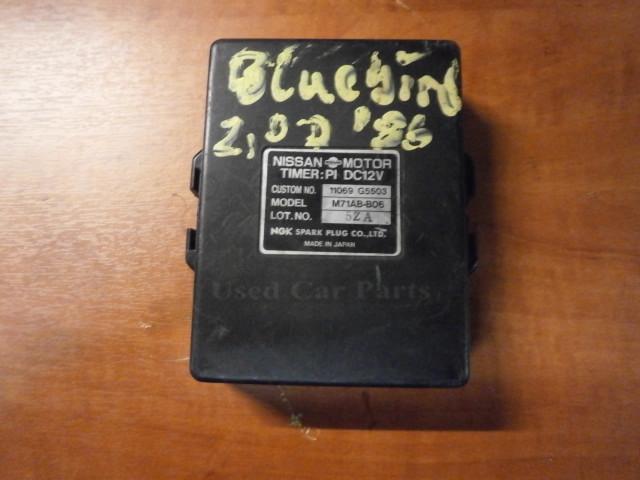 Bluebird
2,0D '86
NISSAN MOTOR
TIMER:PI DC12V
CUSTOM NO. 11069 G5503
MODEL M71AB-B06
LOT.NO. 5ZA
NGK SPARK PLUG CO.,LTD.
MADE IN JAPAN
Used Car Parts